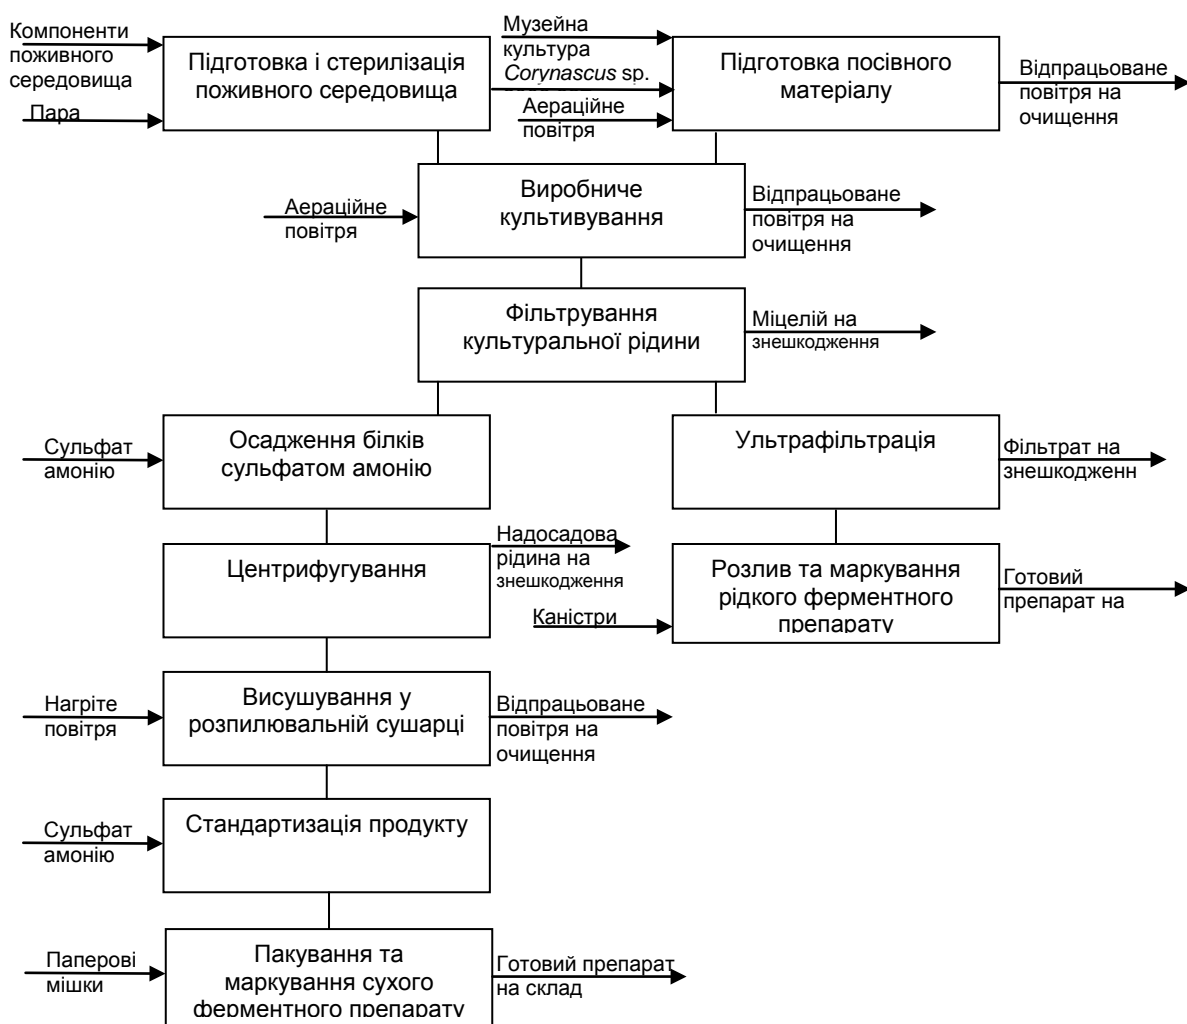 Компоненти
поживного
середовища
Пара
Підготовка і стерилізація
поживного середовища
Музейна
культура
Corynascus sp.
Аераційне
повітря
Підготовка посівного
матеріалу
Відпрацьоване
повітря на
очищення
Аераційне
повітря
Виробниче
культивування
Відпрацьоване
повітря на
очищення
Фільтрування
культуральної рідини
Міцелій на
знешкодження
Сульфат
амонію
Осадження білків
сульфатом амонію
Ультрафільтрація
Фільтрат на
знешкодженн
Центрифугування
Надосадова
рідина на
знешкодження
Каністри
Розлив та маркування
рідкого ферментного
препарату
Готовий
препарат на
Нагріте
повітря
Висушування у
розпилювальній сушарці
Відпрацьоване
повітря на
очищення
Сульфат
амонію
Стандартизація продукту
Паперові
мішки
Пакування та
маркування сухого
ферментного препарату
Готовий препарат
на склад